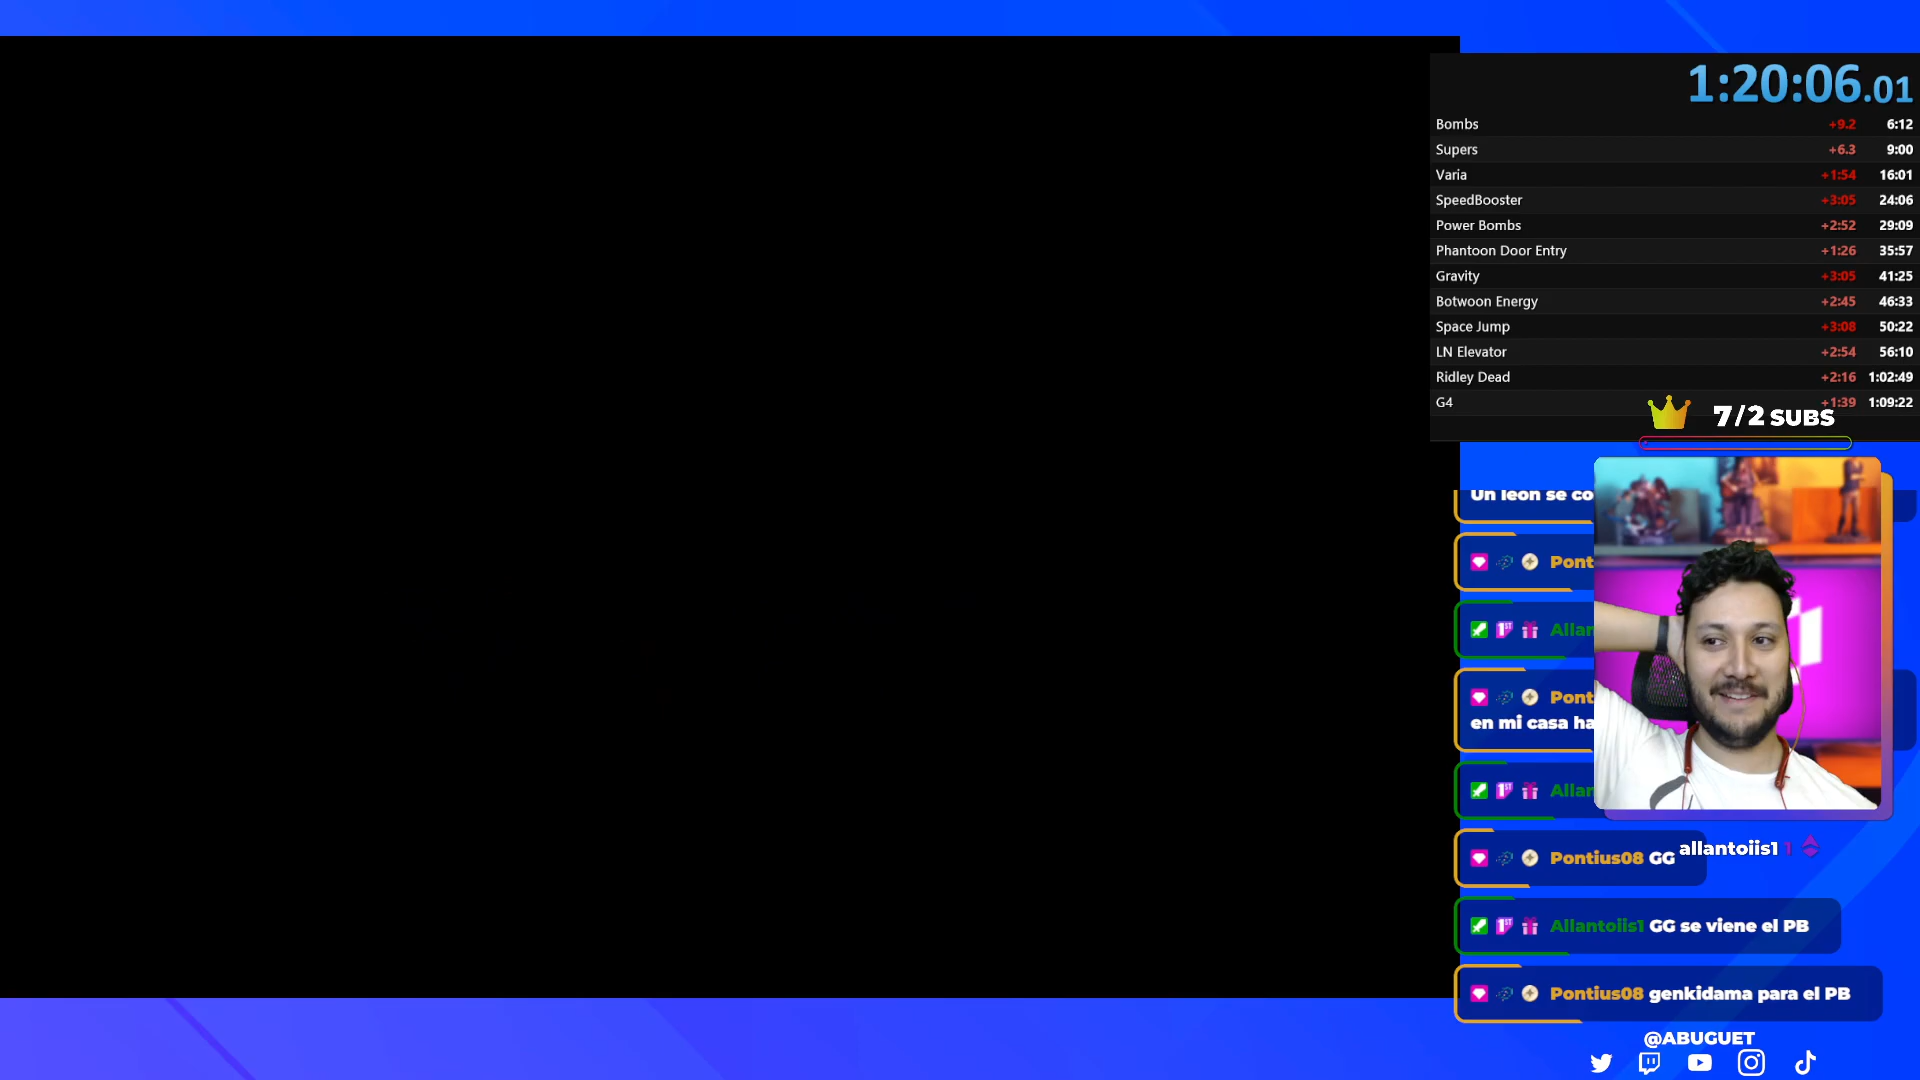 1:20:06.01
Bombs +9.2 6:12
Supers +6.3 9:00
Varia +1:54 16:01
SpeedBooster +3:05 24:06
Power Bombs +2:52 29:09
Phantoon Door Entry +1:26 35:57
Gravity +3:05 41:25
Botwoon Energy +2:45 46:33
Space Jump +3:08 50:22
LN Elevator +2:54 56:10
Ridley Dead +2:16 1:02:49
G4 +1:39 1:09:22
7/2 SUBS
Un leon se co
Pont
Allan
Pont
en mi casa ha
Allan
Pontius08 GG
allantoiis1 1
Allantoiis1 GG se viene el PB
Pontius08 genkidama para el PB
@ABUGUET